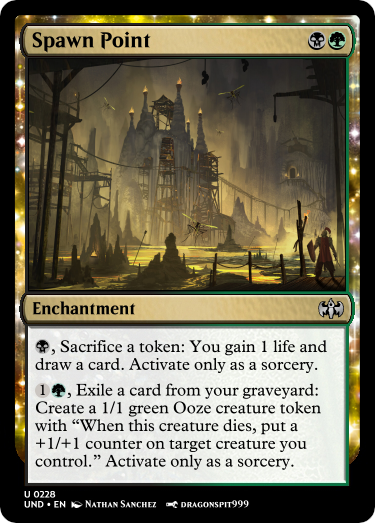 Spawn Point
Enchantment
, Sacrifice a token: You gain 1 life and
draw a card. Activate only as a sorcery.
1, Exile a card from your graveyard:
Create a 1/1 green Ooze creature token
with “When this creature dies, put a
+1/+1 counter on target creature you
control.” Activate only as a sorcery.
U 0228
UND • EN Nathan Sanchez dragonspit999